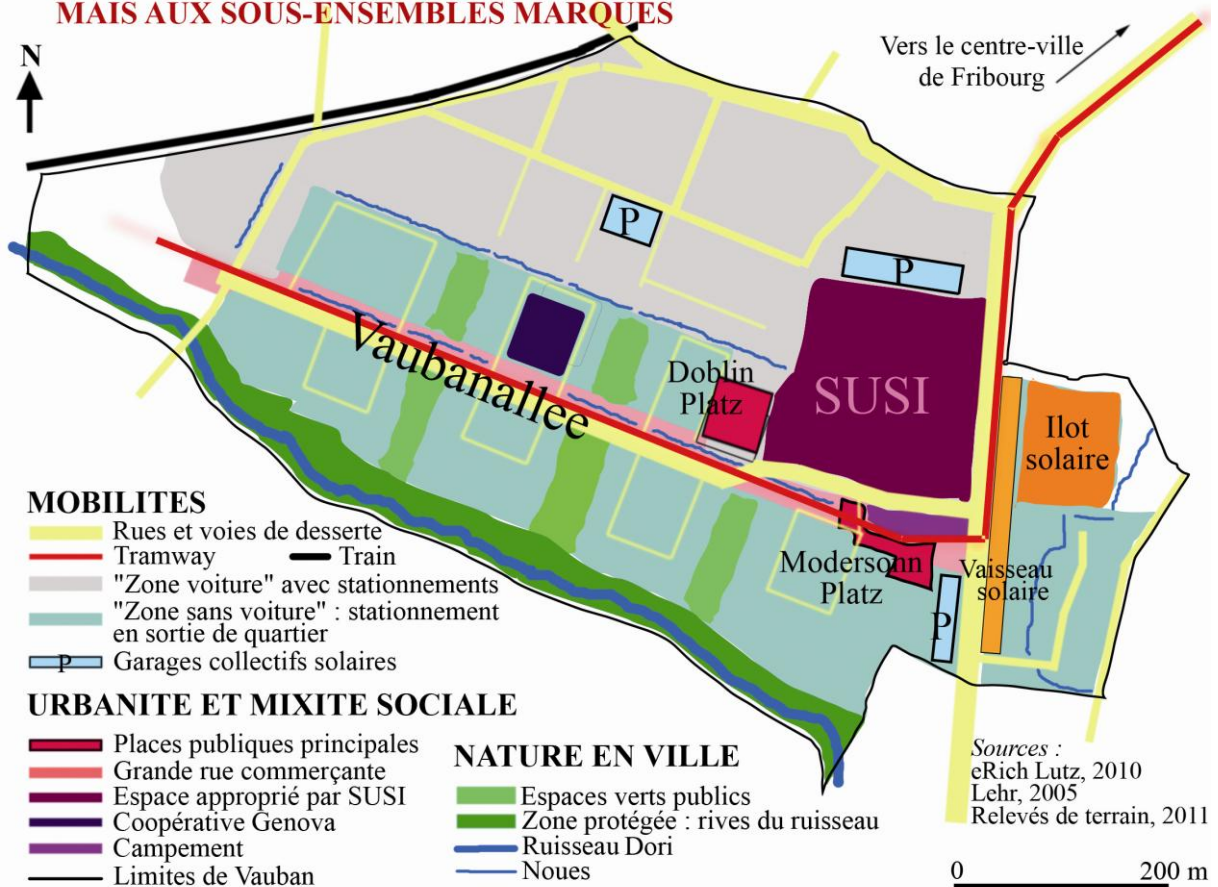 MAIS AUX SOUS-ENSEMBLES MARQUES
N
Vers le centre-ville
de Fribourg
P
P
Vaubanallee
Doblin
Platz
SUSI
Ilot
solaire
Modersonn
Platz
Vaisseau
solaire
P
MOBILITES
Rues et voies de desserte
Tramway
Train
"Zone voiture" avec stationnements
"Zone sans voiture" : stationnement
en sortie de quartier
P Garages collectifs solaires
URBANITE ET MIXITE SOCIALE
Places publiques principales
Grande rue commerçante
Espace approprié par SUSI
Coopérative Genova
Campement
Limites de Vauban
NATURE EN VILLE
Espaces verts publics
Zone protégée : rives du ruisseau
Ruisseau Dori
Noues
Sources :
eRich Lutz, 2010
Lehr, 2005
Relevés de terrain, 2011
0 200 m